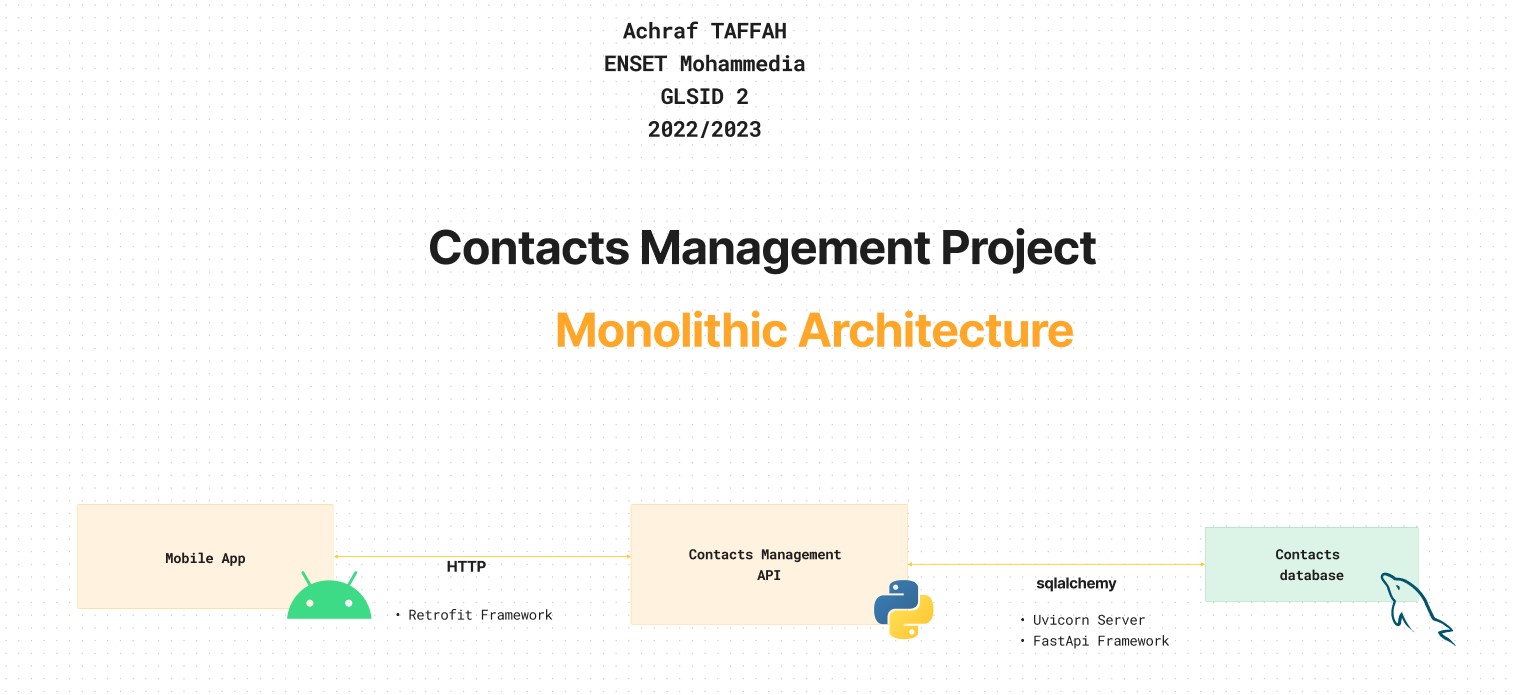 Achraf TAFFAH
ENSET Mohammedia
GLSID 2
2022/2023
Contacts Management Project
Monolithic Architecture
Mobile App
HTTP
• Retrofit Framework
Contacts Management
API
sqlalchemy
• Uvicorn Server
• FastApi Framework
Contacts
database